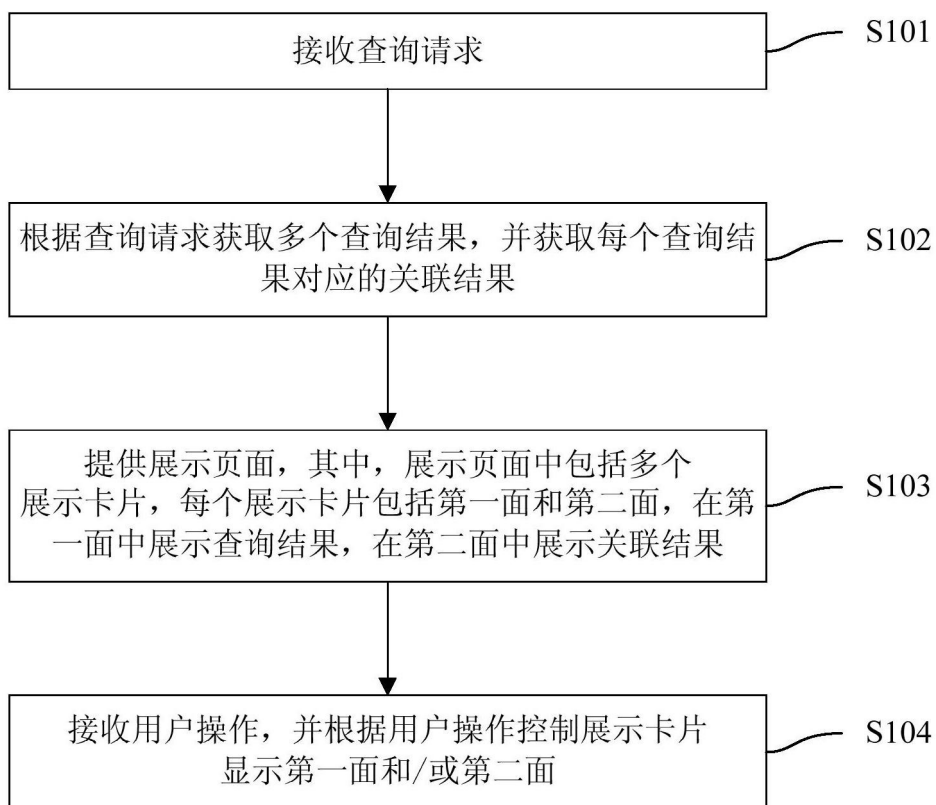 接收查询请求
S101
根据查询请求获取多个查询结果，并获取每个查询结
果对应的关联结果
S102
提供展示页面，其中，展示页面中包括多个
展示卡片，每个展示卡片包括第一面和第二面，在第
一面中展示查询结果，在第二面中展示关联结果
S103
接收用户操作，并根据用户操作控制展示卡片
显示第一面和/或第二面
S104